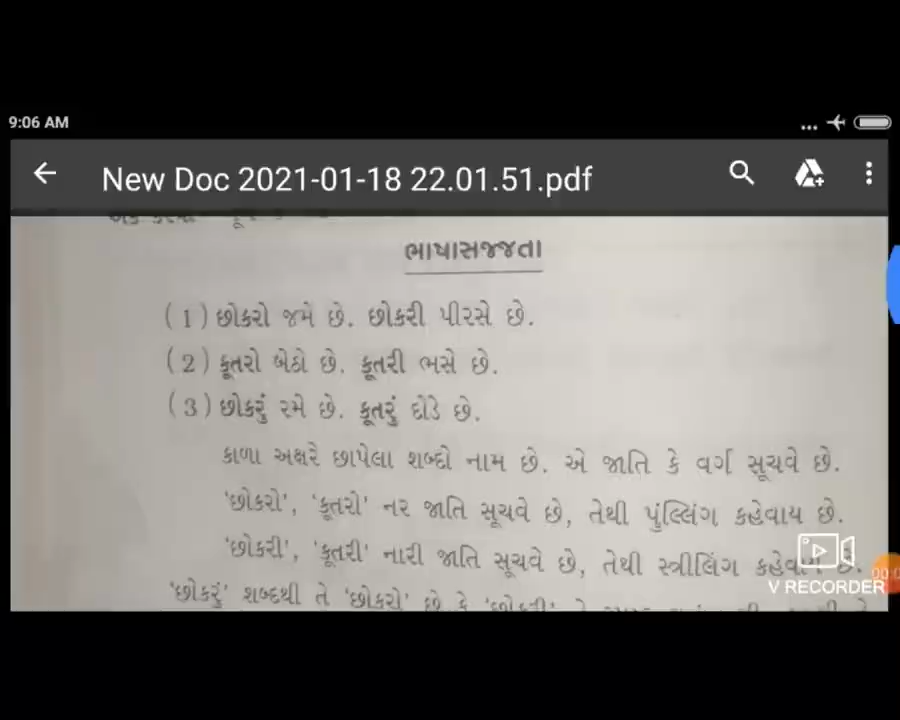 9:06 AM
New Doc 2021-01-18 22.01.51.pdf
ભાષાસજ્જતા
(1) છોકરો જમે છે. છોકરી પીરસે છે.
(2) કૂતરો બેઠો છે. કૂતરી ભસે છે.
(3) છોકરું રમે છે. કૂતરું દોડે છે.
કાળા અક્ષરે છાપેલા શબ્દો નામ છે. એ જાતિ કે વર્ગ સૂચવે છે.
'છોકરો', 'કૂતરો' નર જાતિ સૂચવે છે, તેથી પુંલ્લિંગ કહેવાય છે.
'છોકરી', 'કૂતરી' નારી જાતિ સૂચવે છે, તેથી સ્ત્રીલિંગ કહેવાય છે.
'છોકરું' શબ્દથી તે 'છોકરો' છે કે 'છોકરી'
V RECORDER